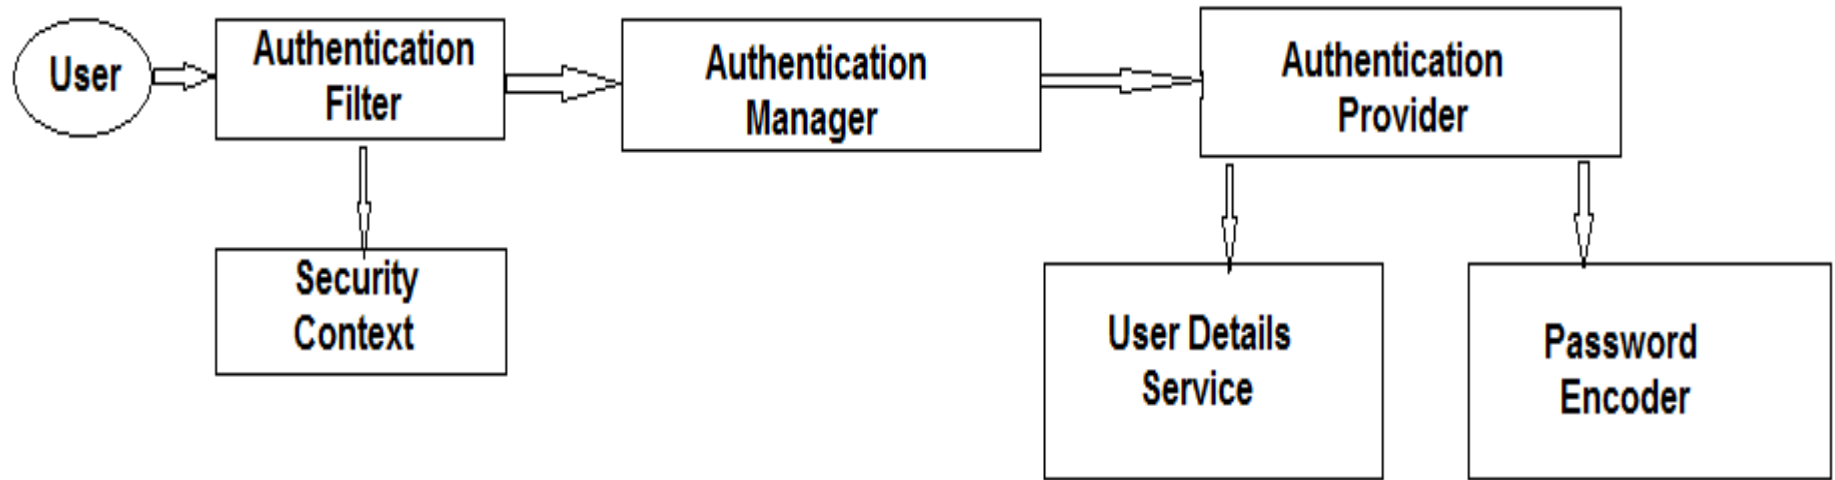 User
Authentication
Filter
Authentication
Manager
Authentication
Provider
Security
Context
User Details
Service
Password
Encoder